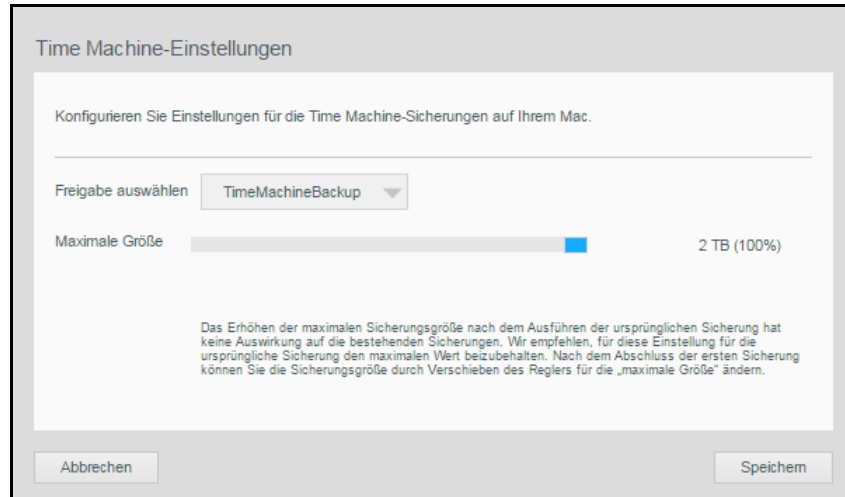 Time Machine-Einstellungen
Konfigurieren Sie Einstellungen für die Time Machine-Sicherungen auf Ihrem Mac.
Freigabe auswählen TimeMachineBackup
Maximale Größe 2 TB (100%)
Das Erhöhen der maximalen Sicherungsgröße nach dem Ausführen der ursprünglichen Sicherung hat
keine Auswirkung auf die bestehenden Sicherungen. Wir empfehlen, für diese Einstellung für die
ursprüngliche Sicherung den maximalen Wert beizubehalten. Nach dem Abschluss der ersten Sicherung
können Sie die Sicherungsgröße durch Verschieben des Reglers für die „maximale Größe“ ändern.
Abbrechen Speichern